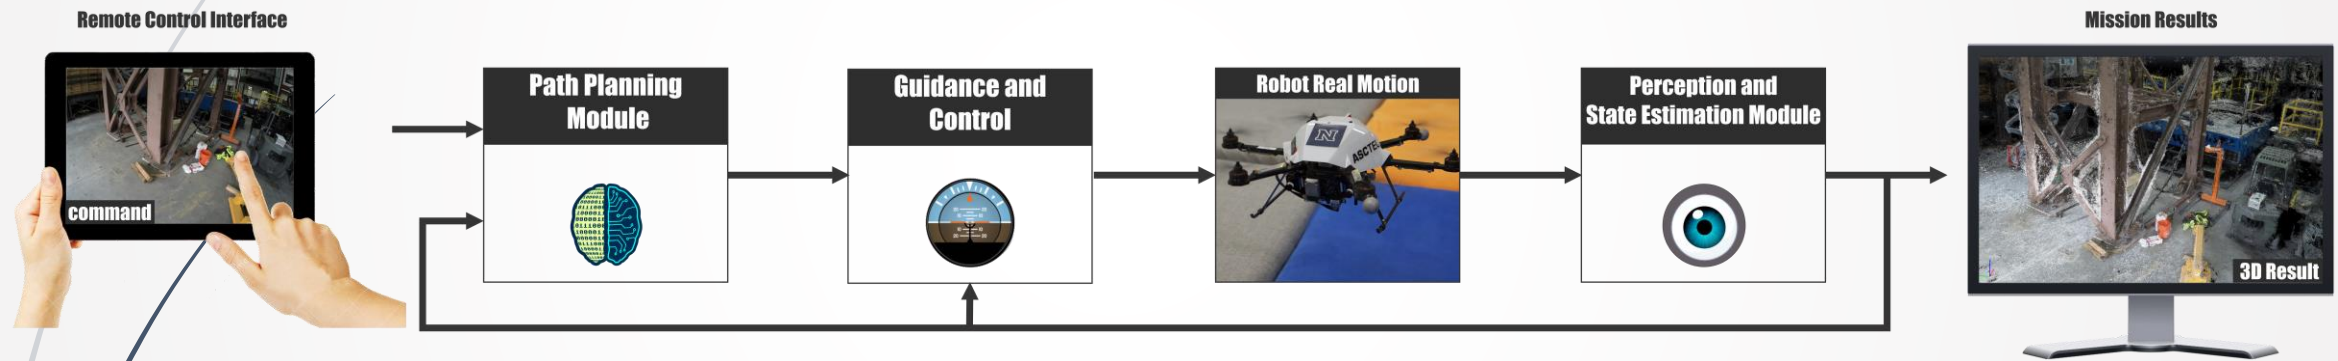 Remote Control Interface
command
Path Planning
Module
Guidance and
Control
Robot Real Motion
N
ASCTEC
Perception and
State Estimation Module
Mission Results
3D Result